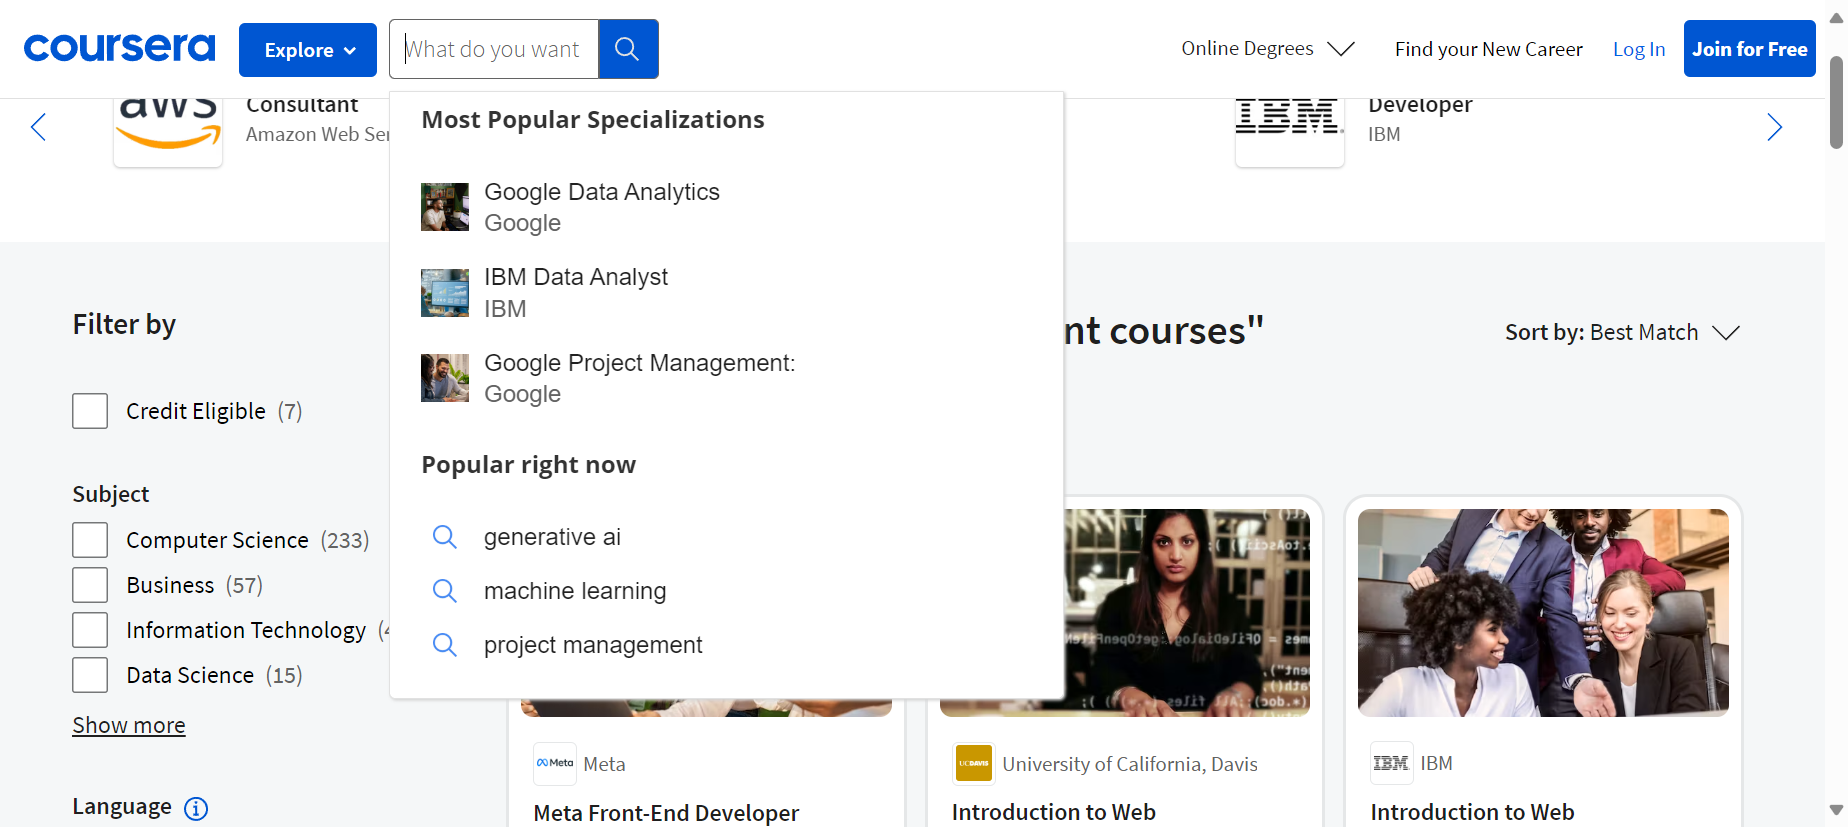 coursera
Explore
What do you want
Online Degrees
Find your New Career
Log In
Join for Free
aws
Consultant
Amazon Web Ser
IBM
Developer
IBM
Most Popular Specializations
Google Data Analytics
Google
IBM Data Analyst
IBM
Google Project Management:
Google
Popular right now
generative ai
machine learning
project management
Filter by
nt courses"
Sort by: Best Match
Credit Eligible (7)
Subject
Computer Science (233)
Business (57)
Information Technology
Data Science (15)
Show more
Language
Meta
Meta
Meta Front-End Developer
UCDAVIS
University of California, Davis
Introduction to Web
IBM
IBM
Introduction to Web